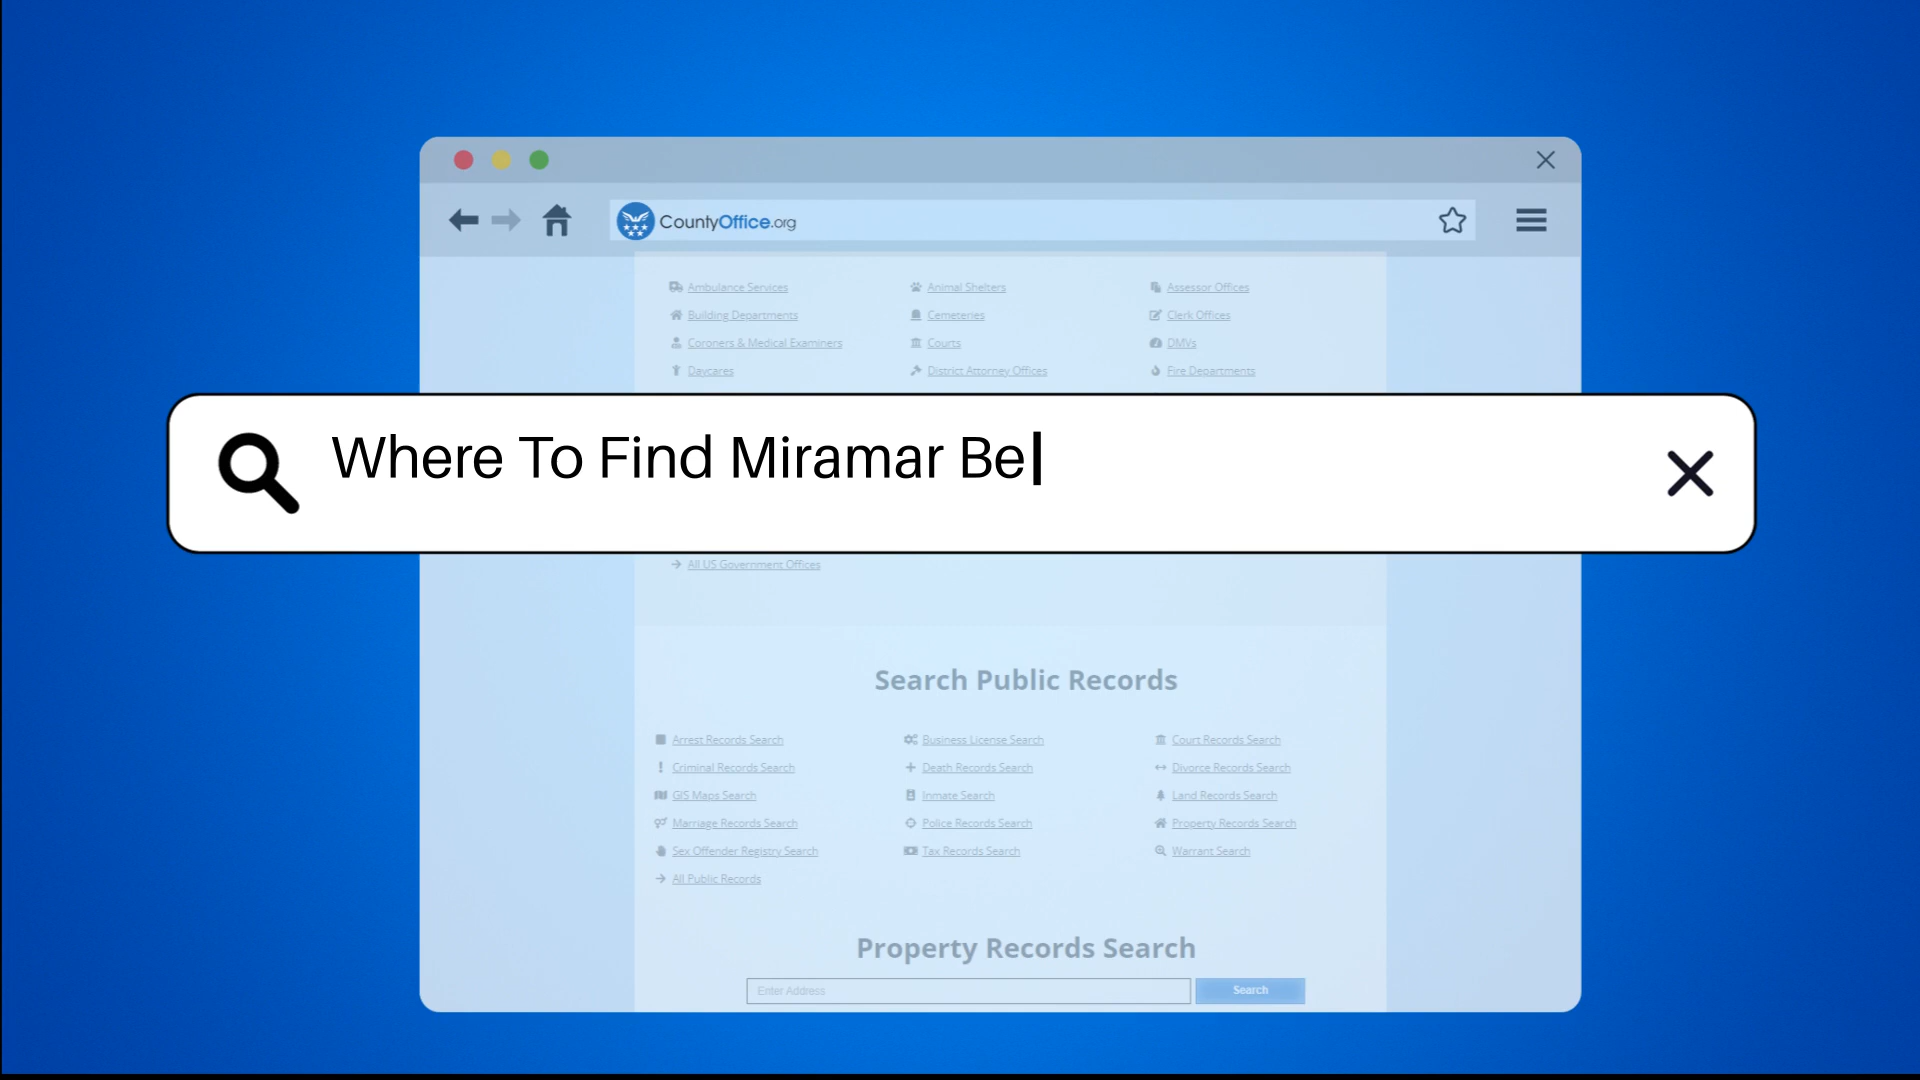 CountyOffice.org
Ambulance Services Animal Shelters Assessor Offices
Building Departments Cemeteries Clerk Offices
Coroners & Medical Examiners Courts DMVs
Daycares District Attorney Offices Fire Departments
Where To Find Miramar Be
All US Government Offices
Search Public Records
Arrest Records Search Business License Search Court Records Search
Criminal Records Search Death Records Search Divorce Records Search
GIS Maps Search Inmate Search Land Records Search
Marriage Records Search Police Records Search Property Records Search
Sex Offender Registry Search Tax Records Search Warrant Search
All Public Records
Property Records Search
Enter Address Search